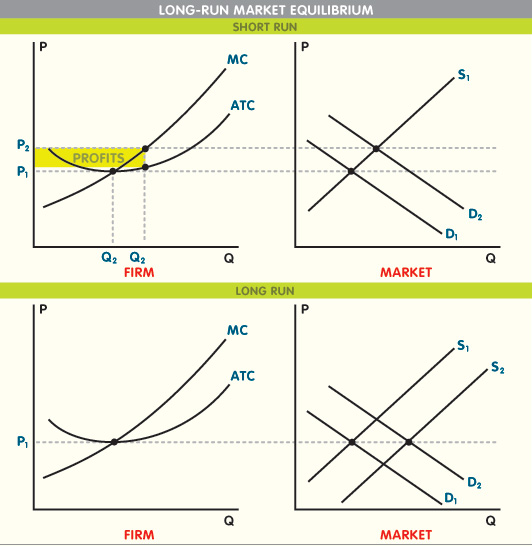 LONG-RUN MARKET EQUILIBRIUM
SHORT RUN
P
MC
ATC
P2
PROFITS
P1
Q2 Q2 Q
FIRM
P
S1
D2
D1
Q
MARKET
LONG RUN
P
MC
ATC
P1
Q
FIRM
P
S1
S2
D2
D1
Q
MARKET